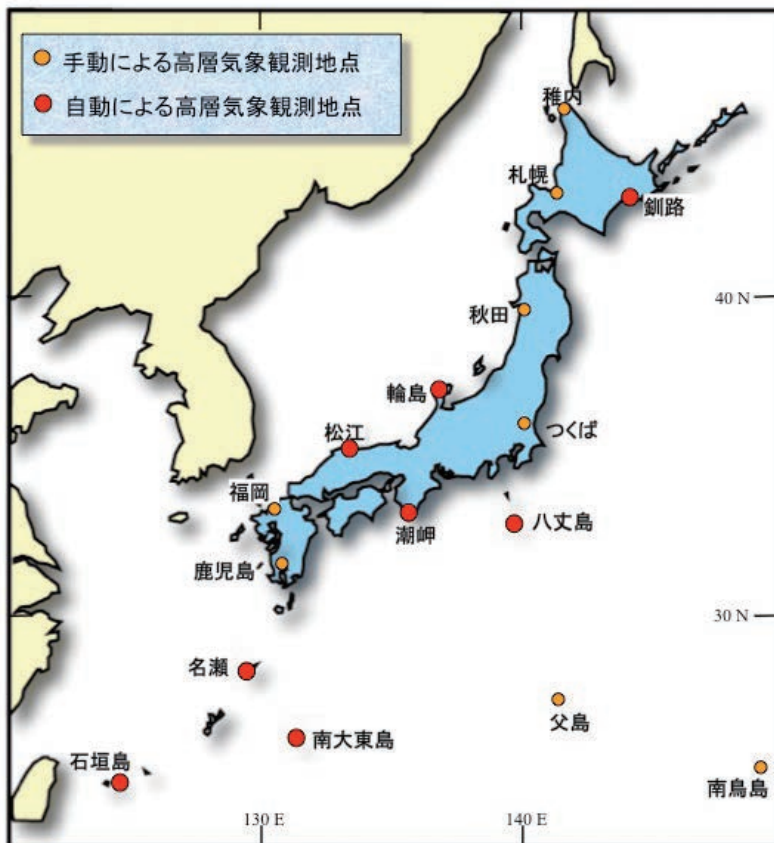 手動による高層気象観測地点
自動による高層気象観測地点
稚内
札幌
釧路
40 N
秋田
輪島
つくば
松江
福岡
潮岬
八丈島
鹿児島
30 N
名瀬
父島
南大東島
石垣島
南鳥島
130 E
140 E